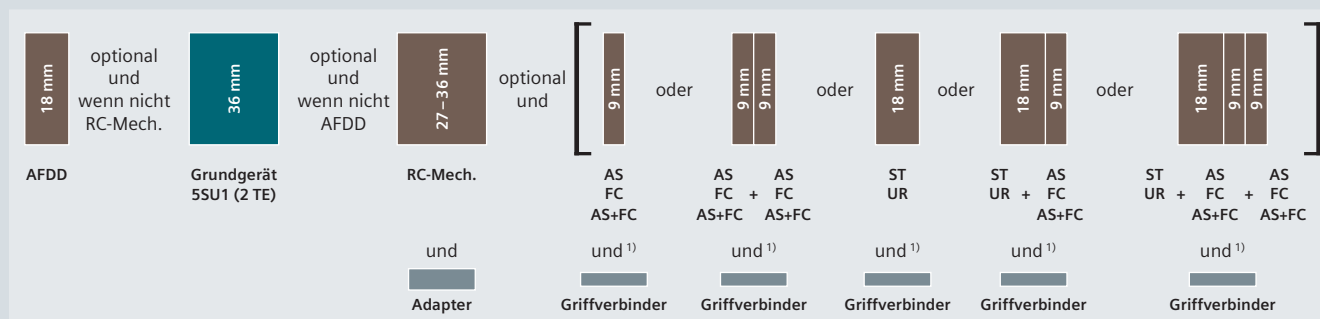 18 mm
optional
und
wenn nicht
RC-Mech.
36 mm
optional
und
wenn nicht
AFDD
27–36 mm
optional
und
9 mm
oder
9 mm
9 mm
oder
18 mm
oder
18 mm
9 mm
oder
18 mm
9 mm
9 mm
AFDD
Grundgerät
5SU1 (2 TE)
RC-Mech.
AS
FC
AS+FC
AS AS
FC + FC
AS+FC AS+FC
ST
UR
ST AS
UR + FC
AS+FC
ST AS AS
UR + FC + FC
AS+FC AS+FC
und
und 1)
und 1)
und 1)
und 1)
und 1)
Adapter
Griffverbinder
Griffverbinder
Griffverbinder
Griffverbinder
Griffverbinder